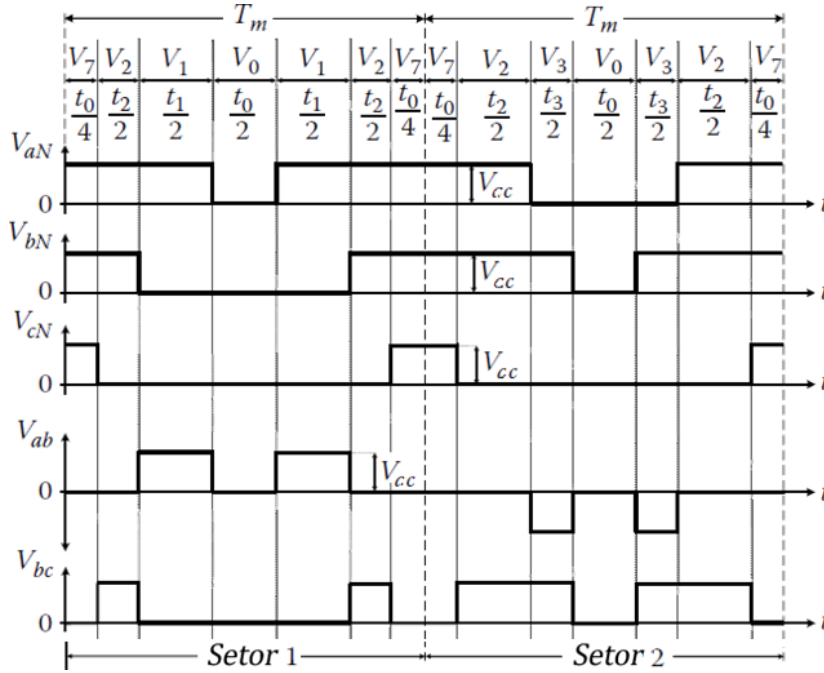 T_m T_m
V_7 V_2 V_1 V_0 V_1 V_2 V_7 V_7 V_2 V_3 V_0 V_3 V_2 V_7
t_0/4 t_2/2 t_1/2 t_0/2 t_1/2 t_2/2 t_0/4 t_0/4 t_2/2 t_3/2 t_0/2 t_3/2 t_2/2 t_0/4
V_aN
V_cc
0 t
V_bN
V_cc
0 t
V_cN
V_cc
0 t
V_ab
V_cc
0 t
V_bc
0 t
Setor 1 Setor 2